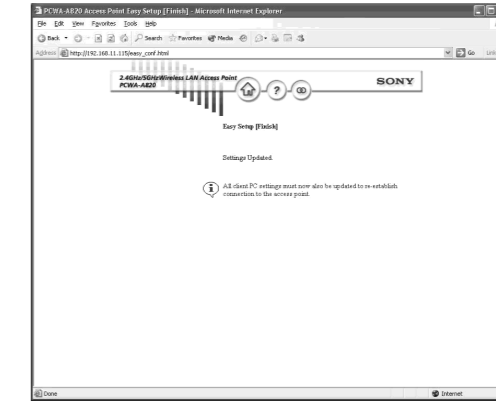 PCWA-A820 Access Point Easy Setup [Finish] - Microsoft Internet Explorer
File Edit View Favorites Tools Help
Back Search Favorites Media
Address http://192.168.11.115/easy_conf.html Go Links
2.4GHz/5GHzWireless LAN Access Point
PCWA-A820
SONY
Easy Setup [Finish]
Settings Updated.
All client PC settings must now also be updated to re-establish
connection to the access point.
Done Internet